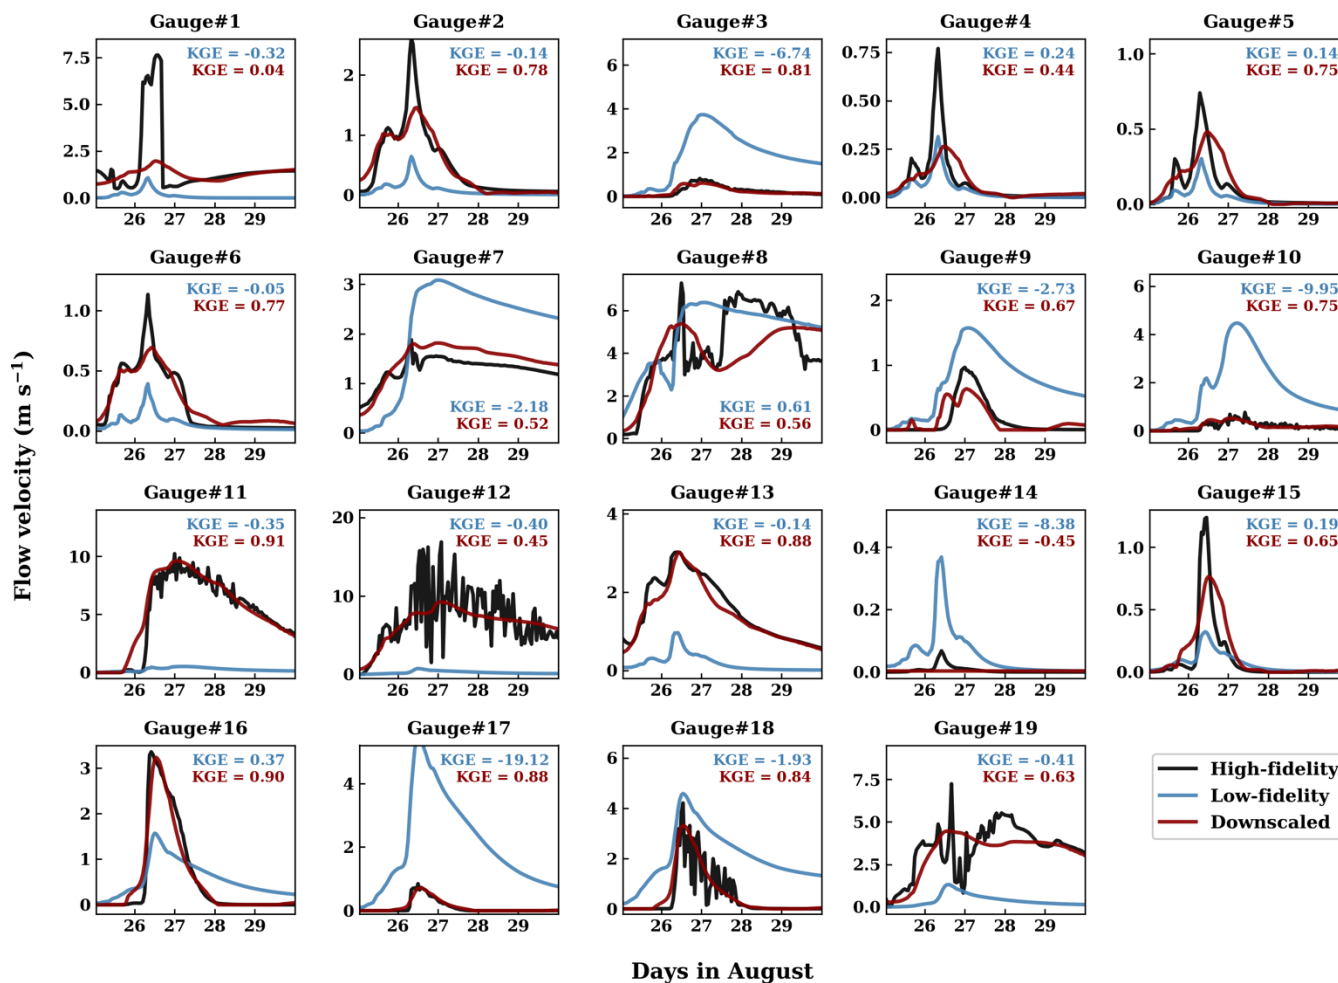 Gauge#1
Gauge#2
Gauge#3
Gauge#4
Gauge#5
KGE = -0.32
KGE = 0.04
7.5
5.0
2.5
0.0
26 27 28 29
KGE = -0.14
KGE = 0.78
2
1
0
26 27 28 29
KGE = -6.74
KGE = 0.81
6
4
2
0
26 27 28 29
KGE = 0.24
KGE = 0.44
0.75
0.50
0.25
0.00
26 27 28 29
KGE = 0.14
KGE = 0.75
1.0
0.5
0.0
26 27 28 29
Gauge#6
Gauge#7
Gauge#8
Gauge#9
Gauge#10
KGE = -0.05
KGE = 0.77
1.0
0.5
0.0
26 27 28 29
3
2
1
0
KGE = -2.18
KGE = 0.52
26 27 28 29
6
4
2
0
KGE = 0.61
KGE = 0.56
26 27 28 29
KGE = -2.73
KGE = 0.67
2
1
0
26 27 28 29
KGE = -9.95
KGE = 0.75
6
4
2
0
26 27 28 29
Flow velocity (m s⁻¹)
Gauge#11
Gauge#12
Gauge#13
Gauge#14
Gauge#15
KGE = -0.35
KGE = 0.91
10
5
0
26 27 28 29
KGE = -0.40
KGE = 0.45
20
10
0
26 27 28 29
KGE = -0.14
KGE = 0.88
4
2
0
26 27 28 29
KGE = -8.38
KGE = -0.45
0.4
0.2
0.0
26 27 28 29
KGE = 0.19
KGE = 0.65
1.0
0.5
0.0
26 27 28 29
Gauge#16
Gauge#17
Gauge#18
Gauge#19
KGE = 0.37
KGE = 0.90
3
2
1
0
26 27 28 29
KGE = -19.12
KGE = 0.88
4
2
0
26 27 28 29
KGE = -1.93
KGE = 0.84
6
4
2
0
26 27 28 29
KGE = -0.41
KGE = 0.63
7.5
5.0
2.5
0.0
26 27 28 29
High-fidelity
Low-fidelity
Downscaled
Days in August